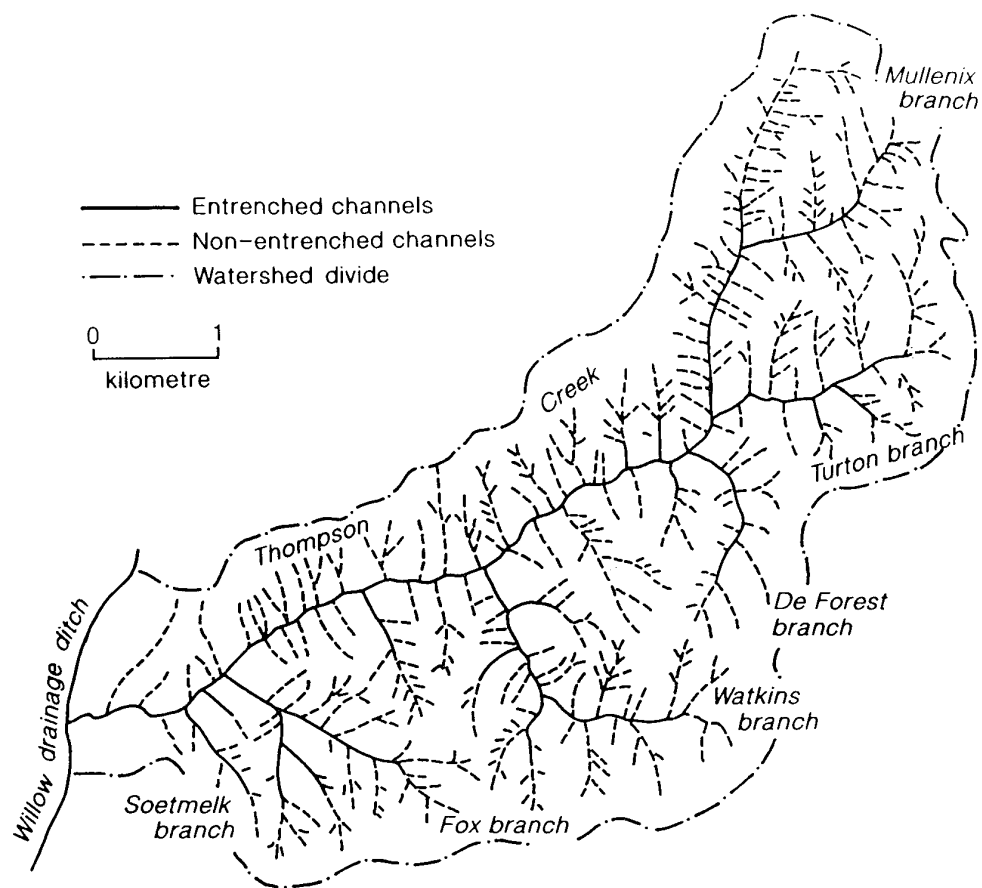 Mullenix
branch
Entrenched channels
Non-entrenched channels
Watershed divide
0 1
kilometre
Creek
Turton branch
Thompson
De Forest
branch
Willow drainage ditch
Watkins
branch
Soetmelk
branch
Fox branch